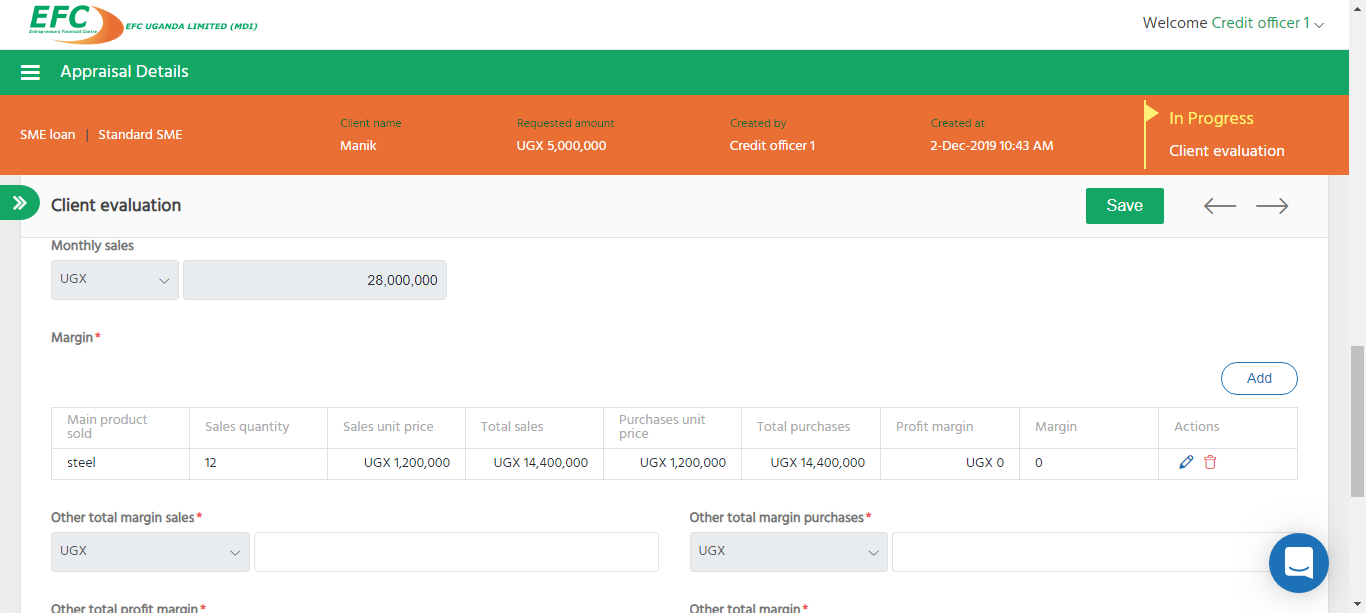 EFC
Entrepreneurs Financial Centre
EFC UGANDA LIMITED (MDI)
Welcome Credit officer 1
Appraisal Details
SME loan | Standard SME
Client name
Manik
Requested amount
UGX 5,000,000
Created by
Credit officer 1
Created at
2-Dec-2019 10:43 AM
In Progress
Client evaluation
Client evaluation
Save
Monthly sales
UGX 28,000,000
Margin*
Add
Main product sold Sales quantity Sales unit price Total sales Purchases unit price Total purchases Profit margin Margin Actions
steel 12 UGX 1,200,000 UGX 14,400,000 UGX 1,200,000 UGX 14,400,000 UGX 0 0
Other total margin sales* Other total margin purchases*
UGX UGX
Other total profit margin* Other total margin*